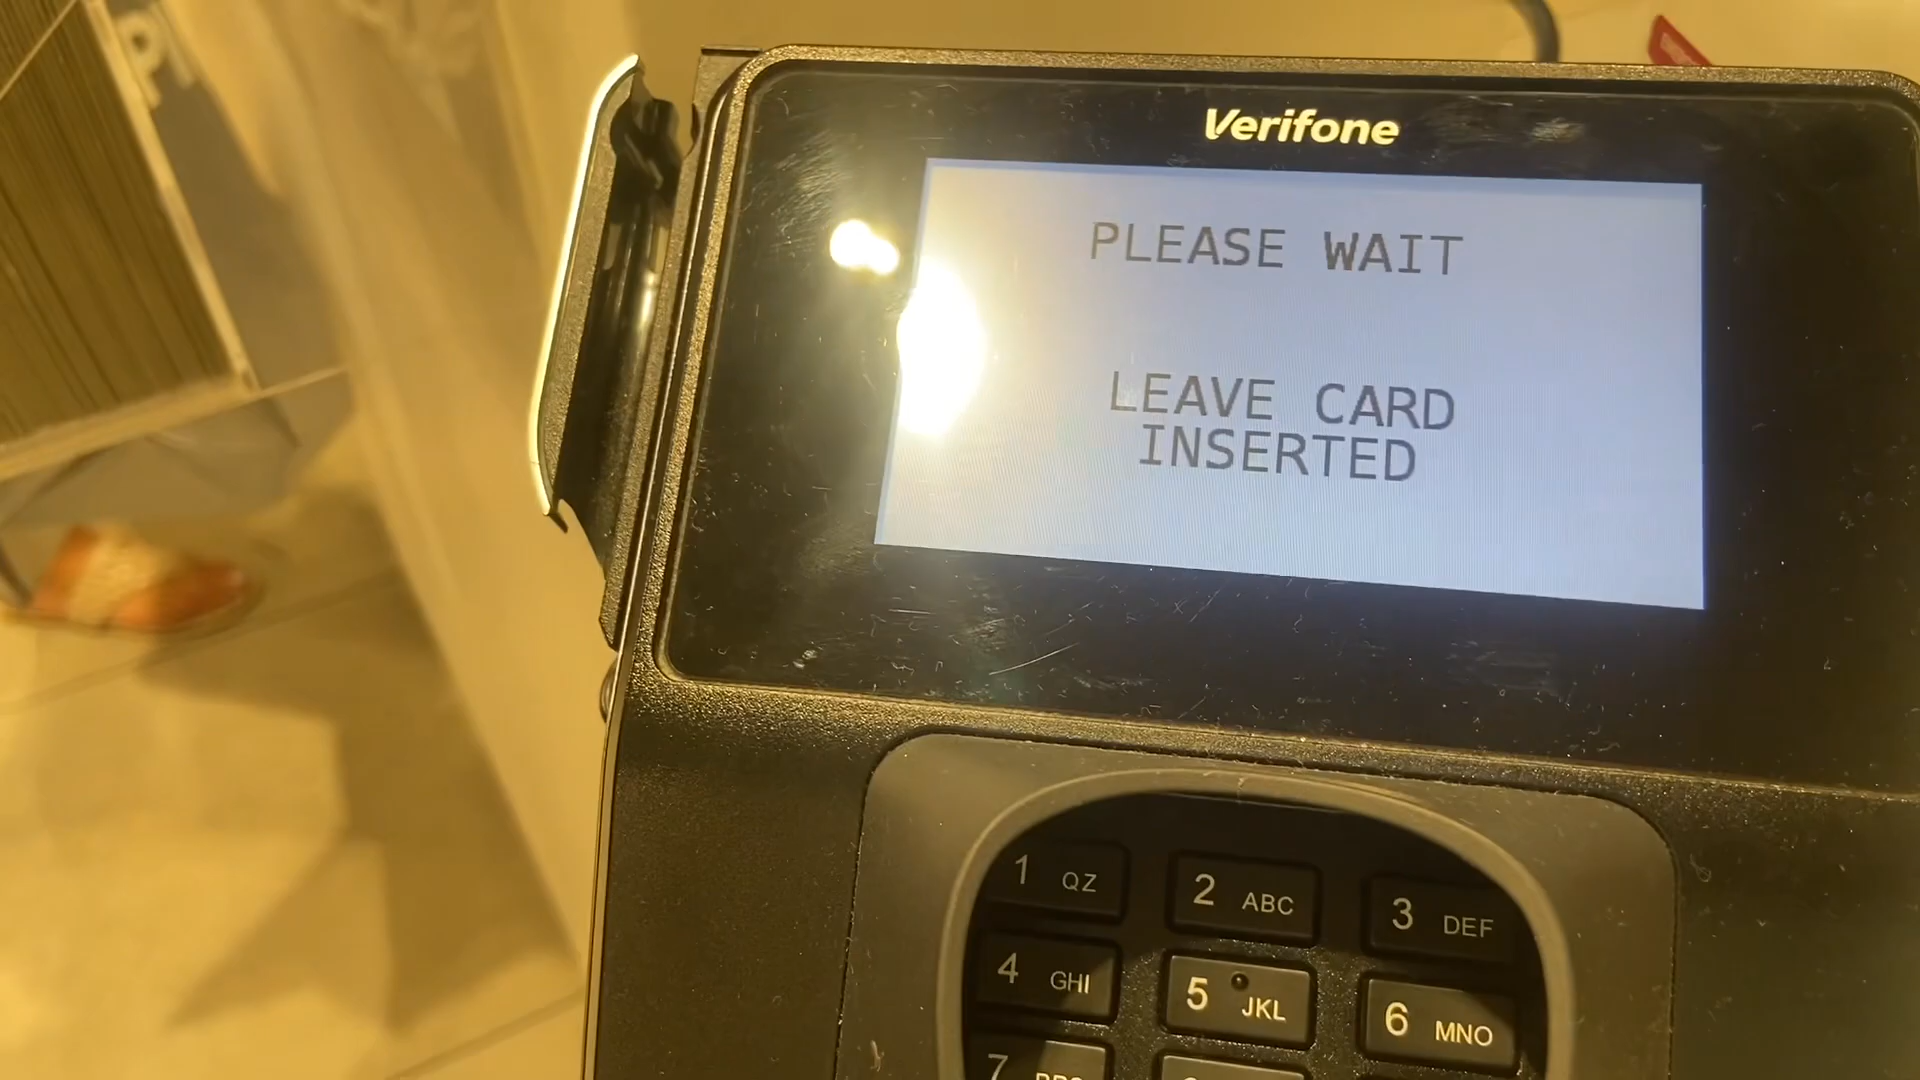 Verifone
PLEASE WAIT
LEAVE CARD
INSERTED
1 QZ
2 ABC
3 DEF
4 GHI
5 JKL
6 MNO
7